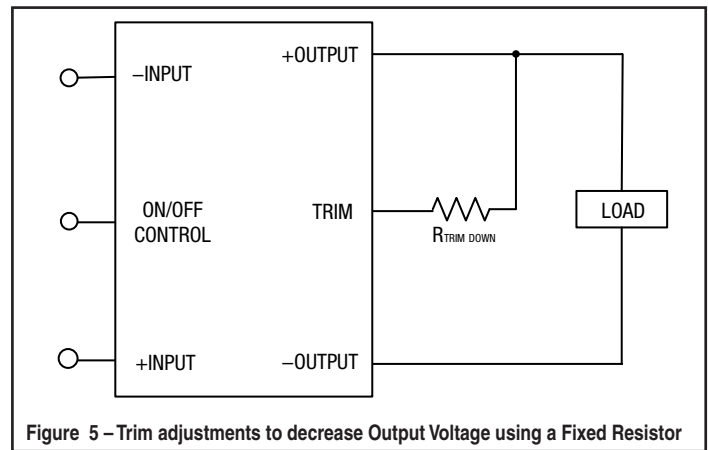 −INPUT
+OUTPUT
ON/OFF
CONTROL
TRIM
RTRIM DOWN
LOAD
+INPUT
−OUTPUT
Figure 5 – Trim adjustments to decrease Output Voltage using a Fixed Resistor